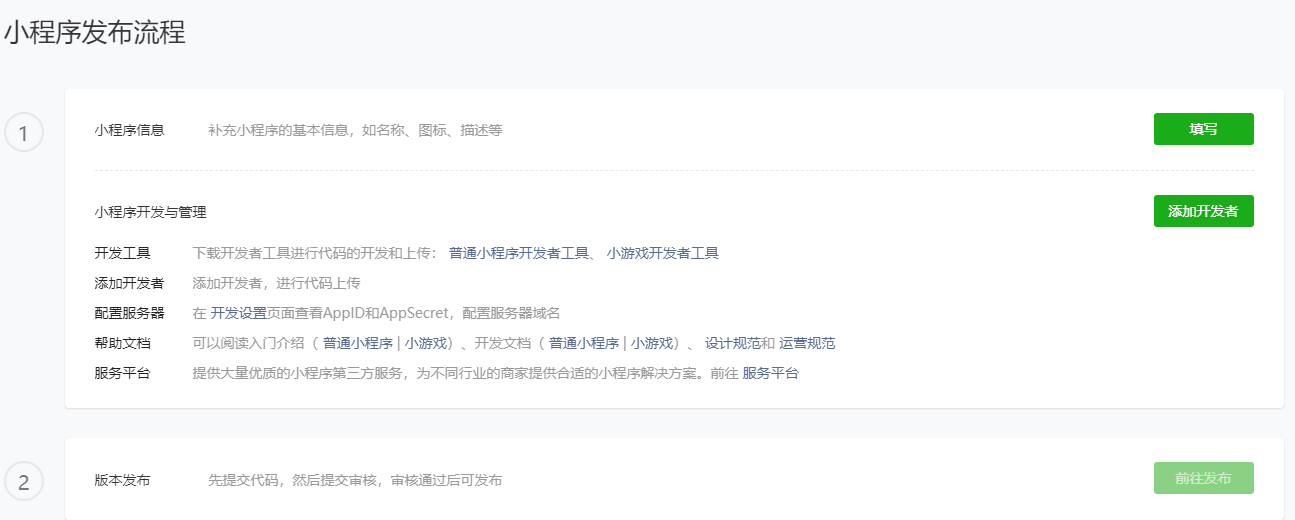 小程序发布流程
1
小程序信息 补充小程序的基本信息，如名称、图标、描述等 填写
小程序开发与管理 添加开发者
开发工具 下载开发者工具进行代码的开发和上传： 普通小程序开发者工具、 小游戏开发者工具
添加开发者 添加开发者，进行代码上传
配置服务器 在 开发设置页面查看AppID和AppSecret，配置服务器域名
帮助文档 可以阅读入门介绍（ 普通小程序 | 小游戏）、开发文档（ 普通小程序 | 小游戏）、 设计规范和 运营规范
服务平台 提供大量优质的小程序第三方服务，为不同行业的商家提供合适的小程序解决方案。前往 服务平台
2
版本发布 先提交代码，然后提交审核，审核通过后可发布 前往发布